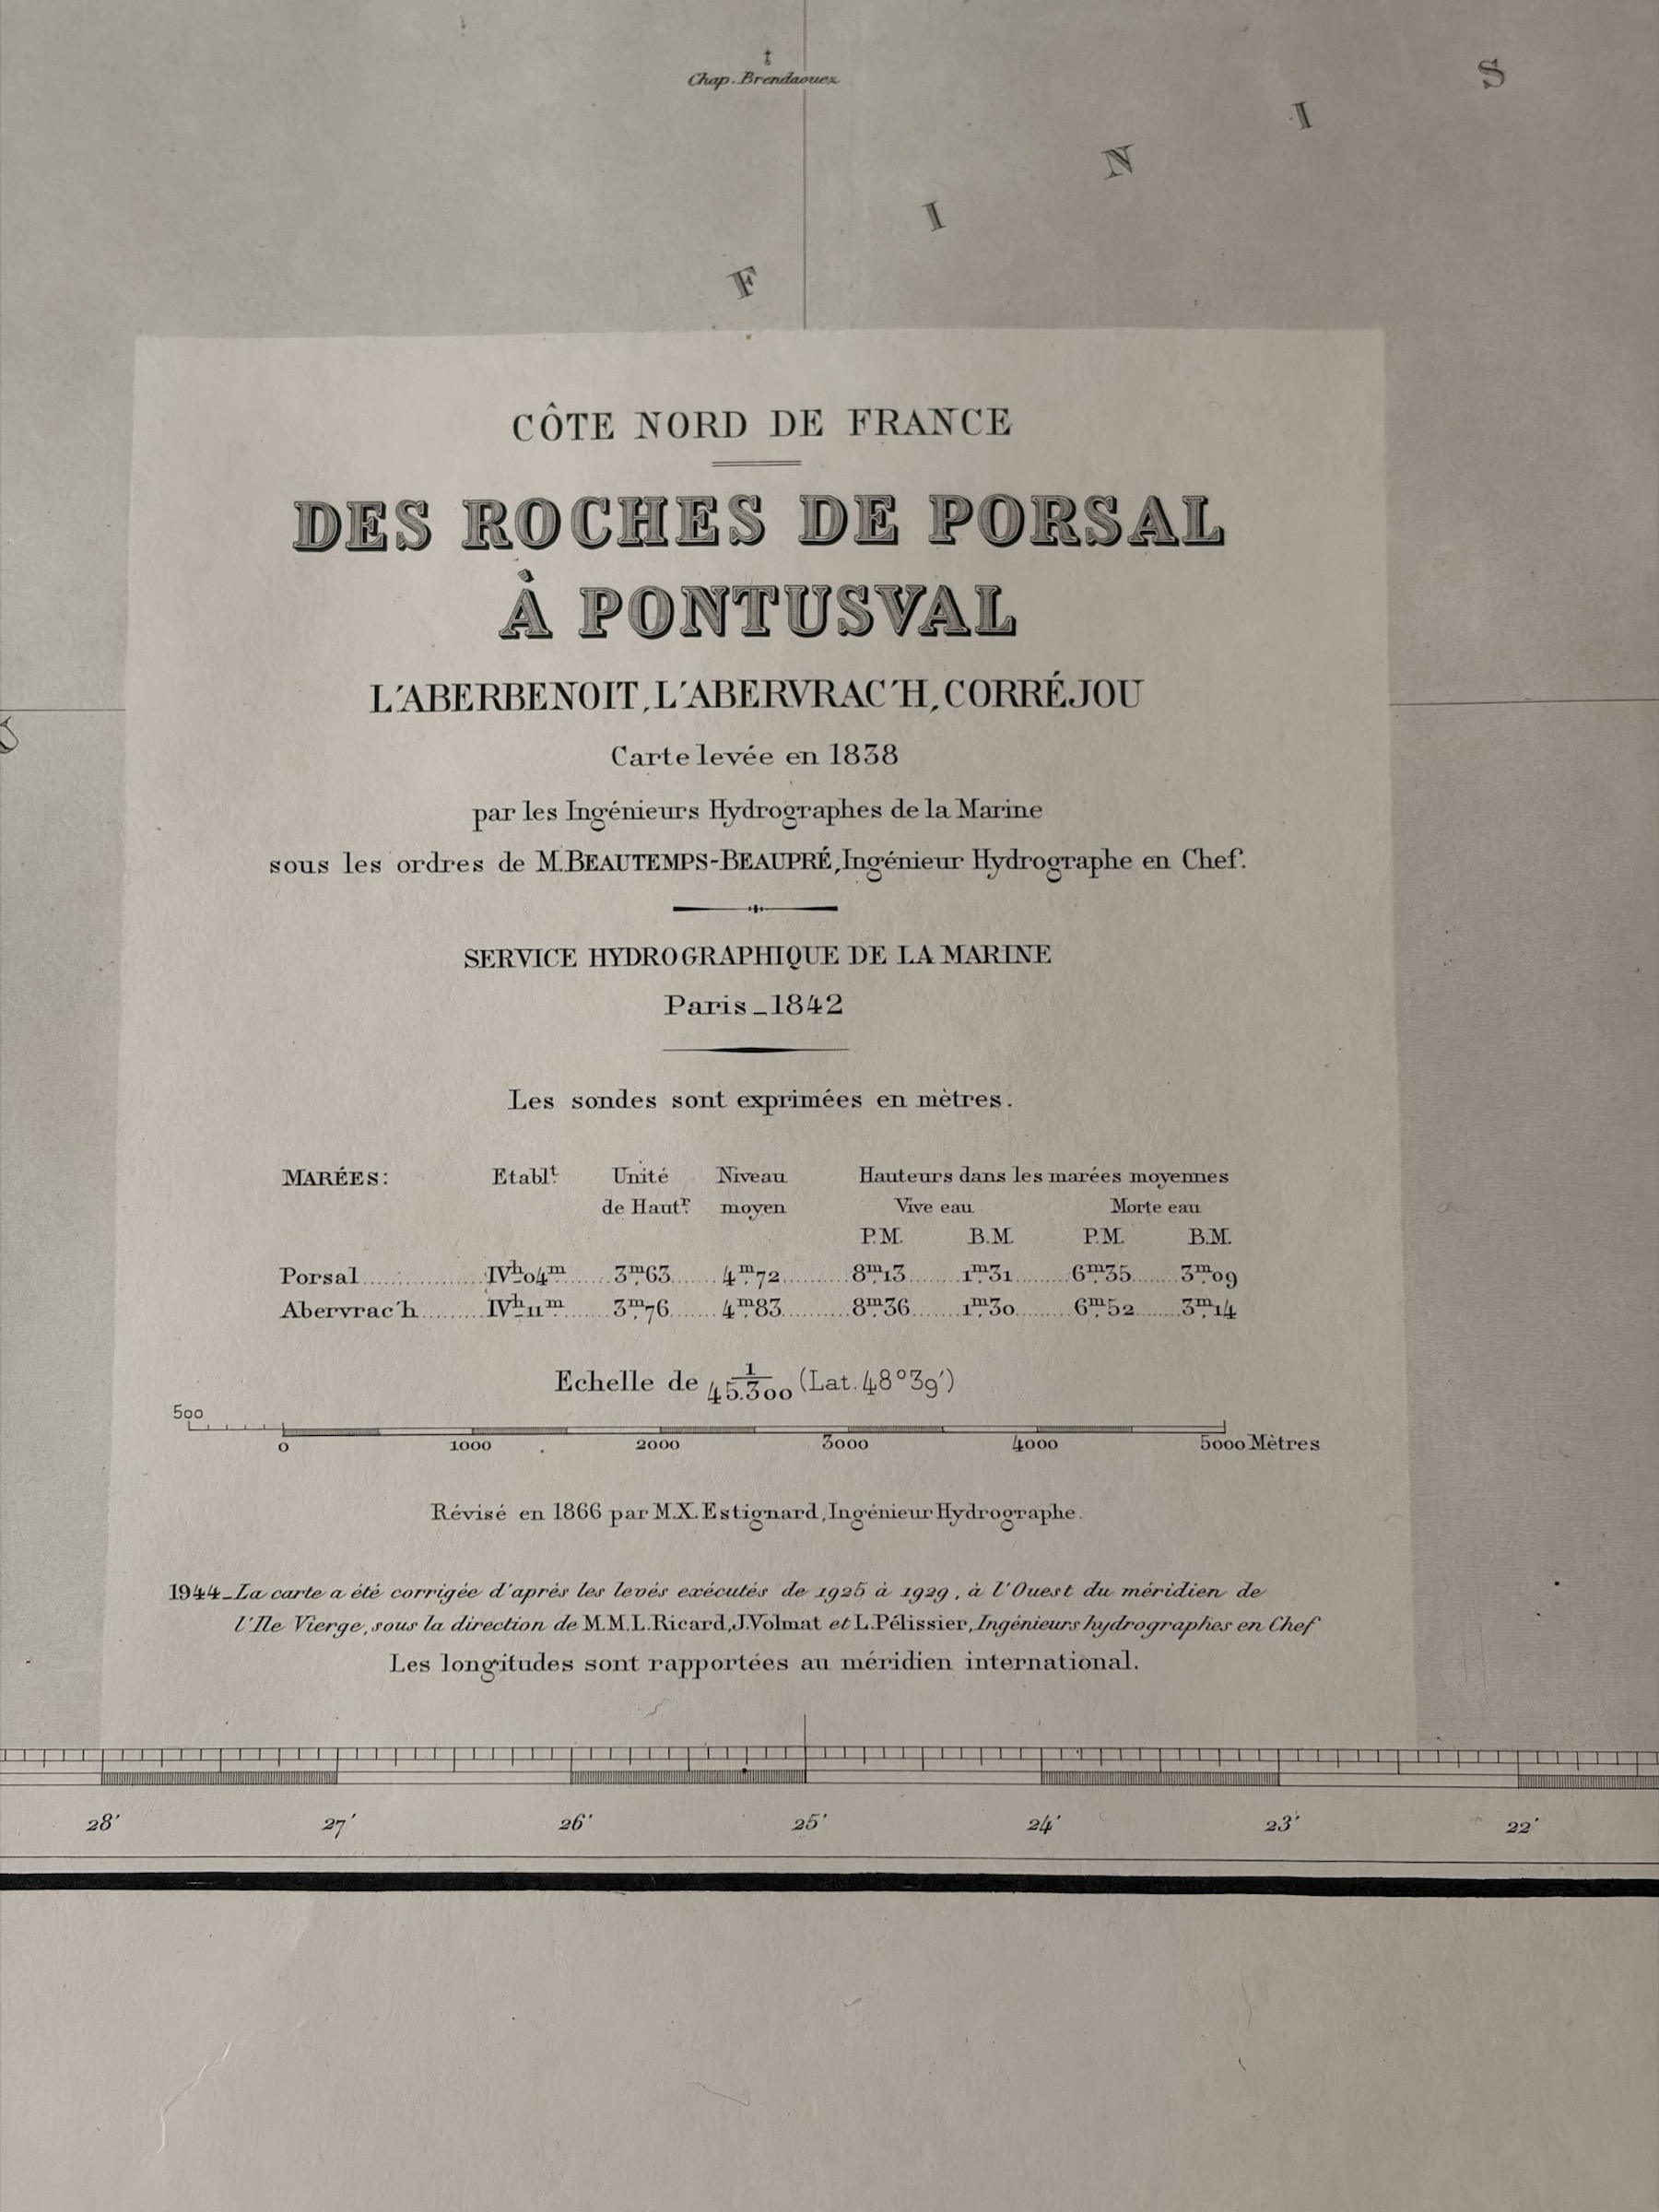 Chap. Brendaouez
F I N I S
CÔTE NORD DE FRANCE
DES ROCHES DE PORSAL
À PONTUSVAL
L'ABERBENOIT, L'ABERVRAC'H, CORRÉJOU
Carte levée en 1838
par les Ingénieurs Hydrographes de la Marine
sous les ordres de M. BEAUTEMPS-BEAUPRÉ, Ingénieur Hydrographe en Chef.
SERVICE HYDROGRAPHIQUE DE LA MARINE
Paris _ 1842
Les sondes sont exprimées en mètres.
MARÉES: Etablt. Unité Niveau Hauteurs dans les marées moyennes
de Hautr. moyen Vive eau Morte eau
P.M. B.M. P.M. B.M.
Porsal.............IVh04m......3m,63.......4m,72..........8m,13.......1m,31........6m,35.......3m,09
Abervrac'h.........IVh11m......3m,76.......4m,83..........8m,36.......1m,30........6m,52.......3m,14
Echelle de 1/45.300 (Lat. 48°39')
500
0 1000 2000 3000 4000 5000 Mètres
Révisé en 1866 par M.X. Estignard, Ingénieur Hydrographe.
1944_La carte a été corrigée d'après les levés exécutés de 1925 à 1929, à l'Ouest du méridien de
l'Ile Vierge, sous la direction de M.M.L. Ricard, J. Volmat et L. Pélissier, Ingénieurs hydrographes en Chef
Les longitudes sont rapportées au méridien international.
28' 27' 26' 25' 24' 23' 22'